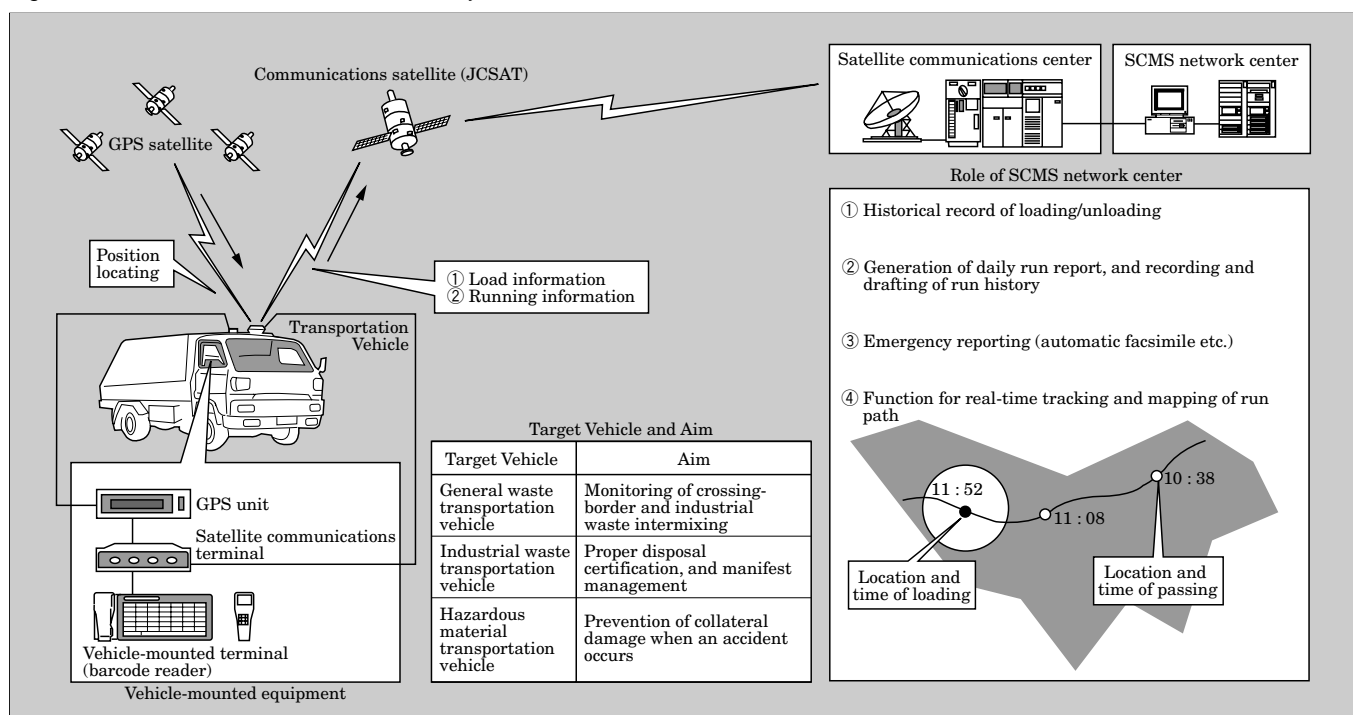 Communications satellite (JCSAT)
GPS satellite
Satellite communications center
SCMS network center
Position
locating
① Load information
② Running information
Transportation
Vehicle
GPS unit
Satellite communications
terminal
Vehicle-mounted terminal
(barcode reader)
Vehicle-mounted equipment
Target Vehicle and Aim
Target Vehicle
Aim
General waste
transportation
vehicle
Monitoring of crossing-
border and industrial
waste intermixing
Industrial waste
transportation
vehicle
Proper disposal
certification, and manifest
management
Hazardous
material
transportation
vehicle
Prevention of collateral
damage when an accident
occurs
Role of SCMS network center
① Historical record of loading/unloading
② Generation of daily run report, and recording and
drafting of run history
③ Emergency reporting (automatic facsimile etc.)
④ Function for real-time tracking and mapping of run
path
11 : 52
10 : 38
11 : 08
Location and
time of loading
Location and
time of passing